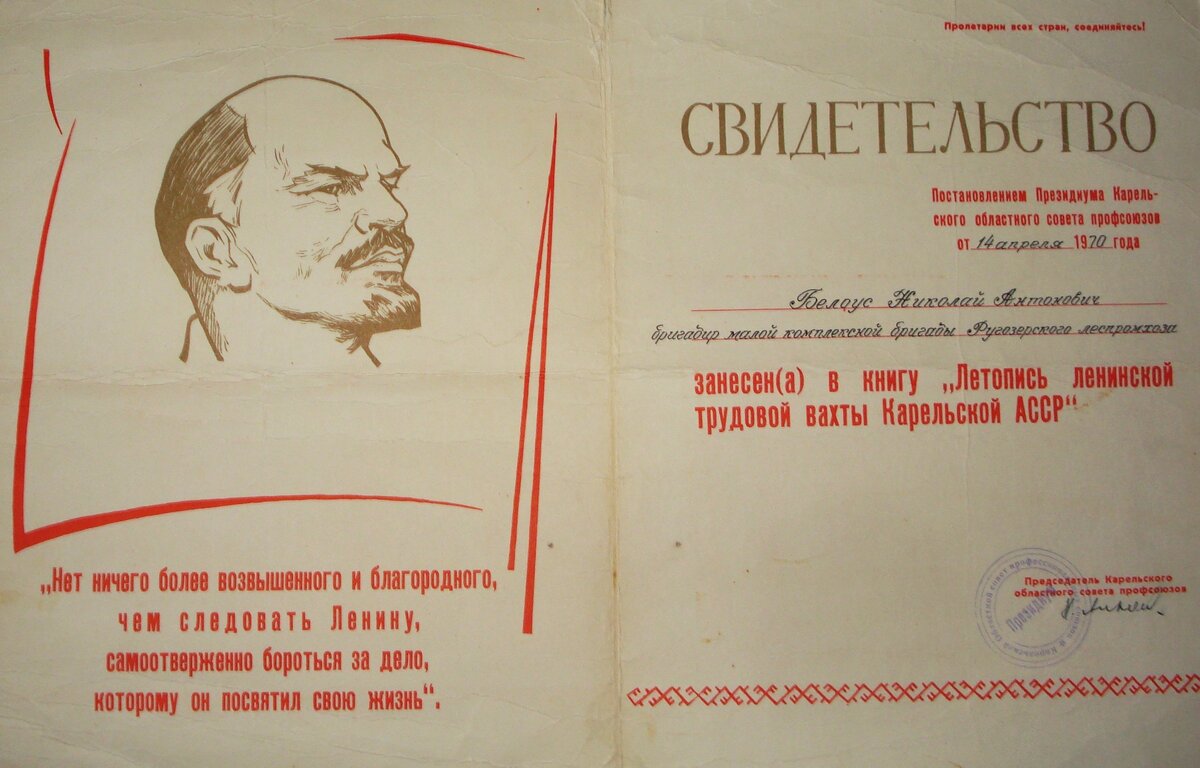 „Нет ничего более возвышенного и благородного,
чем следовать Ленину,
самоотверженно бороться за дело,
которому он посвятил свою жизнь“.
Пролетарии всех стран, соединяйтесь!
СВИДЕТЕЛЬСТВО
Постановлением Президиума Карель-
ского областного совета профсоюзов
от 14 апреля 1970 года
Белоус Николай Антонович
бригадир малой комплексной бригады Ругозерского леспромхоза
занесен(а) в книгу „Летопись ленинской
трудовой вахты Карельской АССР“
Председатель Карельского
областного совета профсоюзов
Президиум